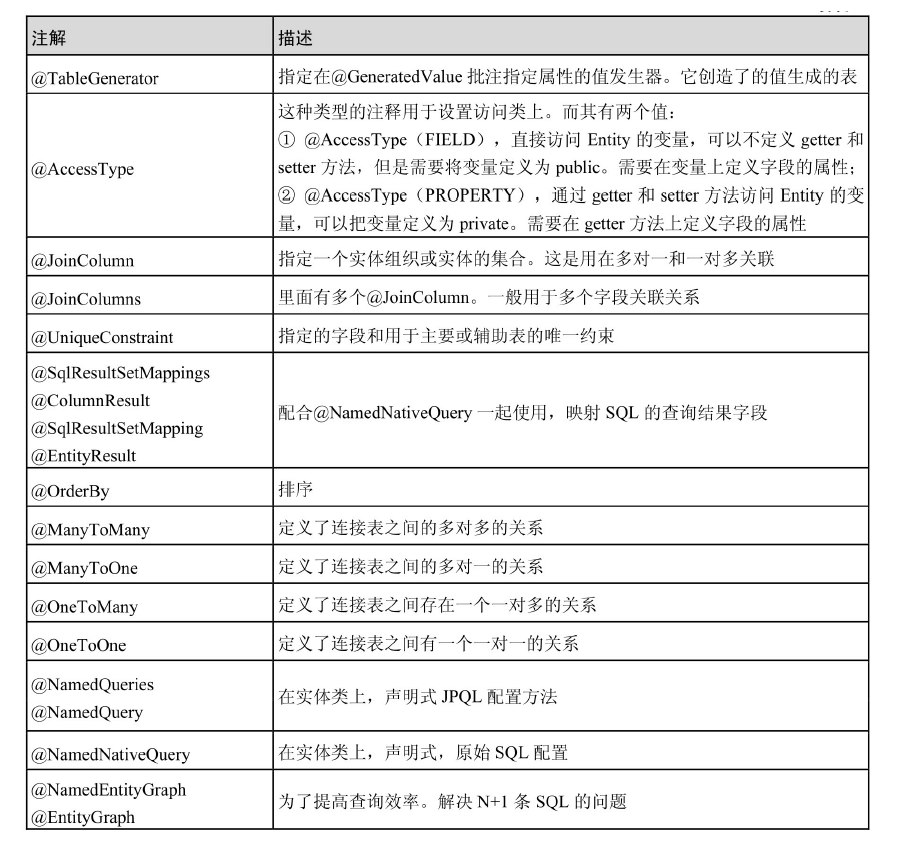 注解 描述
@TableGenerator 指定在@GeneratedValue 批注指定属性的值发生器。它创造了的值生成的表
@AccessType
这种类型的注释用于设置访问类上。而其有两个值：
① @AccessType（FIELD），直接访问 Entity 的变量，可以不定义 getter 和
setter 方法，但是需要将变量定义为 public。需要在变量上定义字段的属性；
② @AccessType（PROPERTY），通过 getter 和 setter 方法访问 Entity 的变
量，可以把变量定义为 private。需要在 getter 方法上定义字段的属性
@JoinColumn 指定一个实体组织或实体的集合。这是用在多对一和一对多关联
@JoinColumns 里面有多个@JoinColumn。一般用于多个字段关联关系
@UniqueConstraint 指定的字段和用于主要或辅助表的唯一约束
@SqlResultSetMappings
@ColumnResult
@SqlResultSetMapping
@EntityResult
配合@NamedNativeQuery 一起使用，映射 SQL 的查询结果字段
@OrderBy 排序
@ManyToMany 定义了连接表之间的多对多的关系
@ManyToOne 定义了连接表之间的多对一的关系
@OneToMany 定义了连接表之间存在一个一对多的关系
@OneToOne 定义了连接表之间有一个一对一的关系
@NamedQueries
@NamedQuery
在实体类上，声明式 JPQL 配置方法
@NamedNativeQuery 在实体类上，声明式，原始 SQL 配置
@NamedEntityGraph
@EntityGraph
为了提高查询效率。解决 N+1 条 SQL 的问题